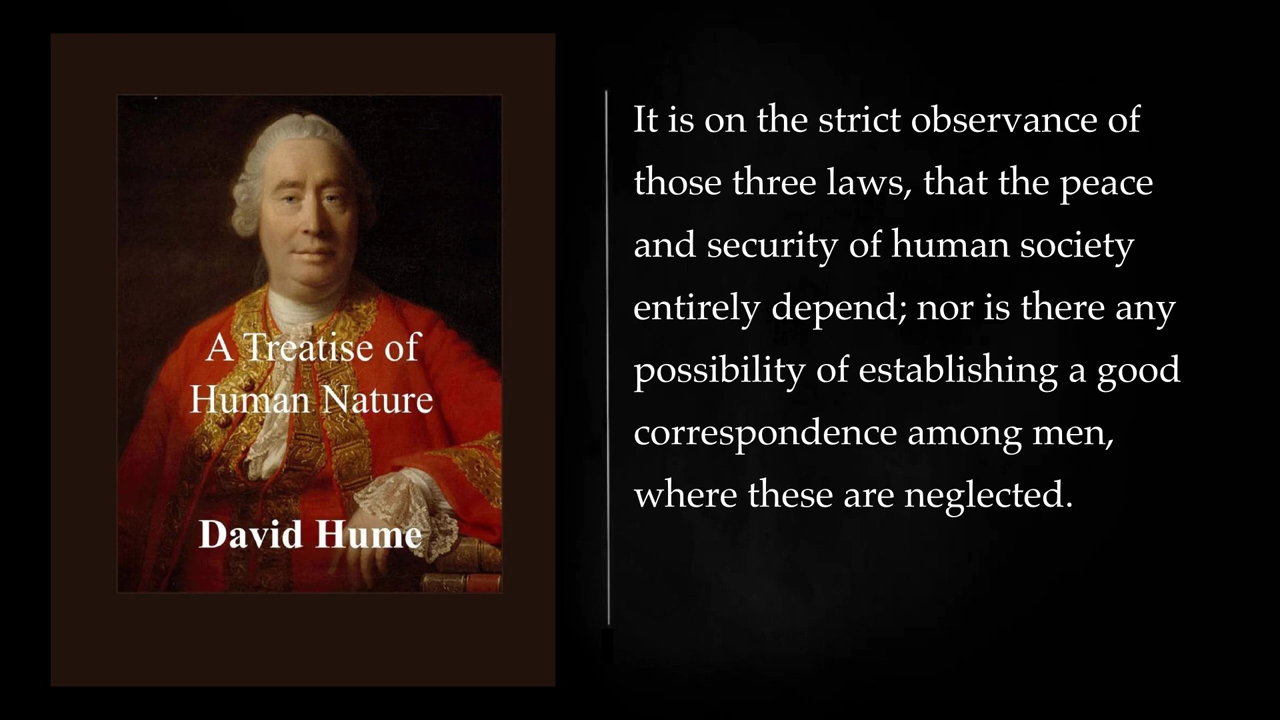 A Treatise of
Human Nature
David Hume
It is on the strict observance of
those three laws, that the peace
and security of human society
entirely depend; nor is there any
possibility of establishing a good
correspondence among men,
where these are neglected.